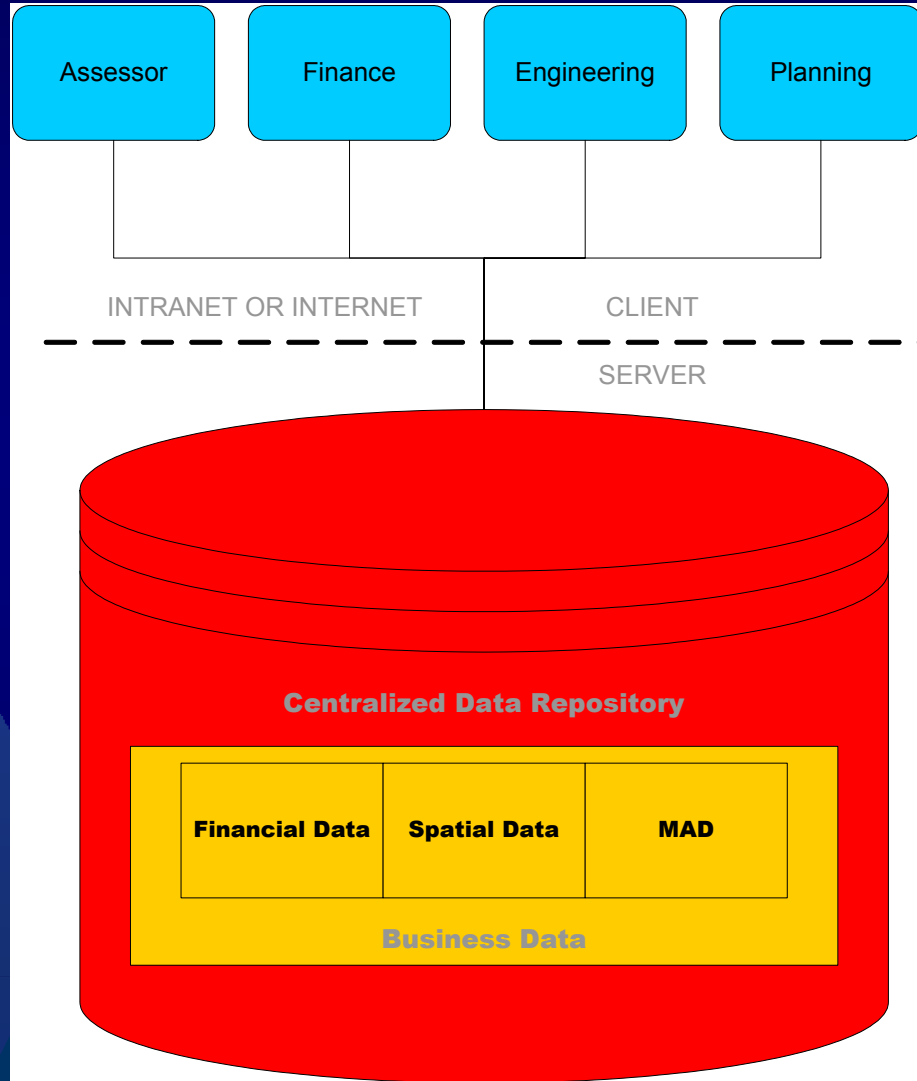 Assessor
Finance
Engineering
Planning
INTRANET OR INTERNET
CLIENT
SERVER
Centralized Data Repository
Financial Data
Spatial Data
MAD
Business Data